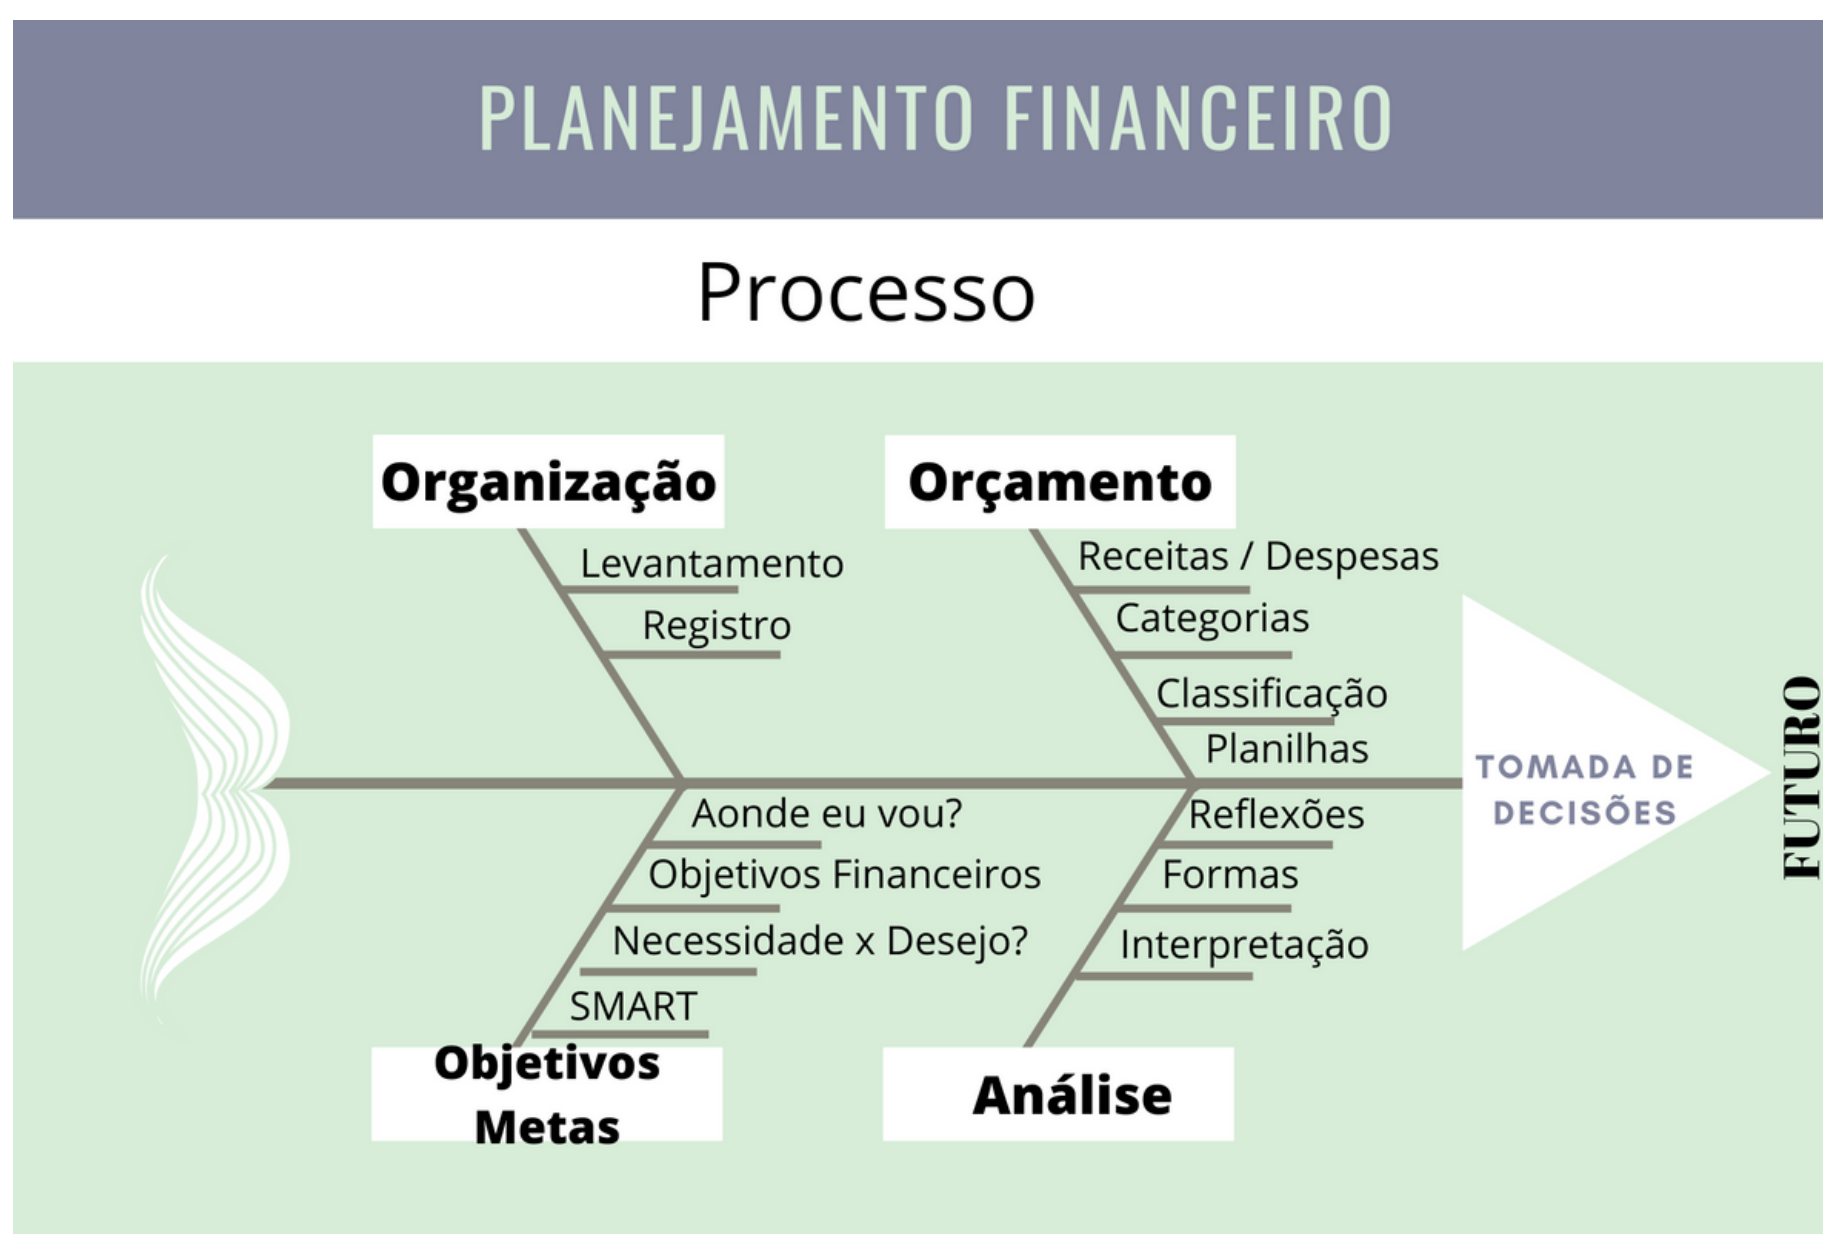 PLANEJAMENTO FINANCEIRO
Processo
Organização
Levantamento
Registro
Orçamento
Receitas / Despesas
Categorias
Classificação
Planilhas
Aonde eu vou?
Objetivos Financeiros
Necessidade x Desejo?
SMART
Objetivos
Metas
Reflexões
Formas
Interpretação
Análise
TOMADA DE
DECISÕES
FUTURO